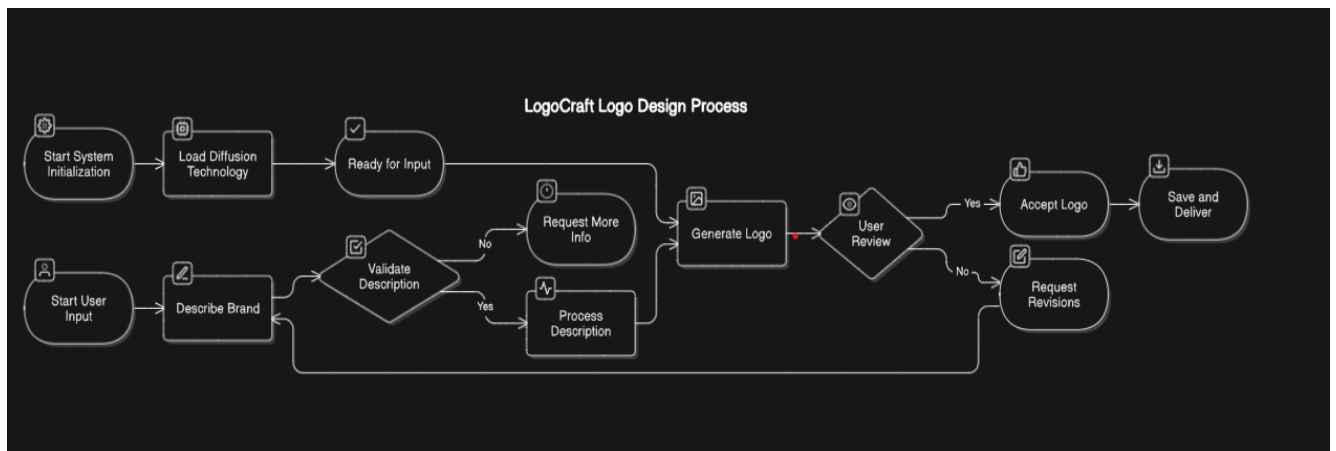 LogoCraft Logo Design Process
Start System
Initialization
Load Diffusion
Technology
Ready for Input
Request More
Info
Generate Logo
User
Review
Yes
No
Accept Logo
Save and
Deliver
Request
Revisions
Start User
Input
Describe Brand
Validate
Description
No
Yes
Process
Description